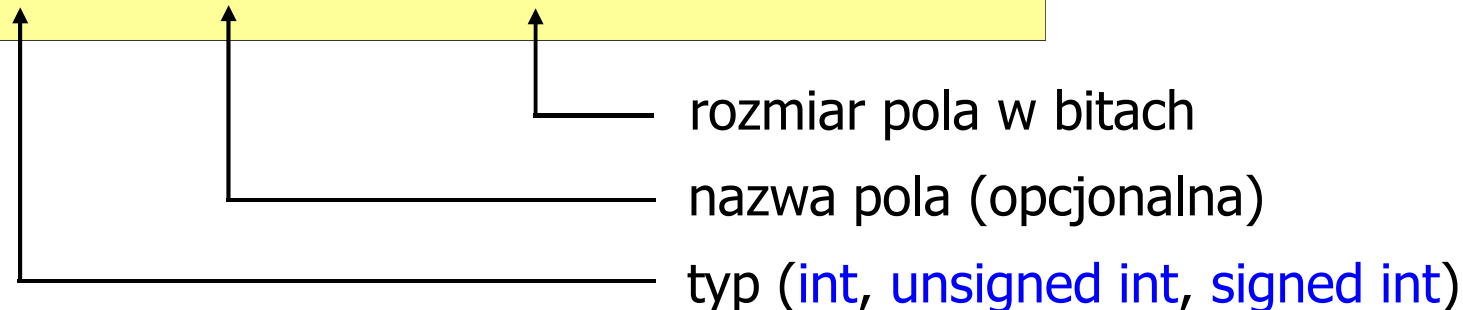 rozmiar pola w bitach
nazwa pola (opcjonalna)
typ (int, unsigned int, signed int)